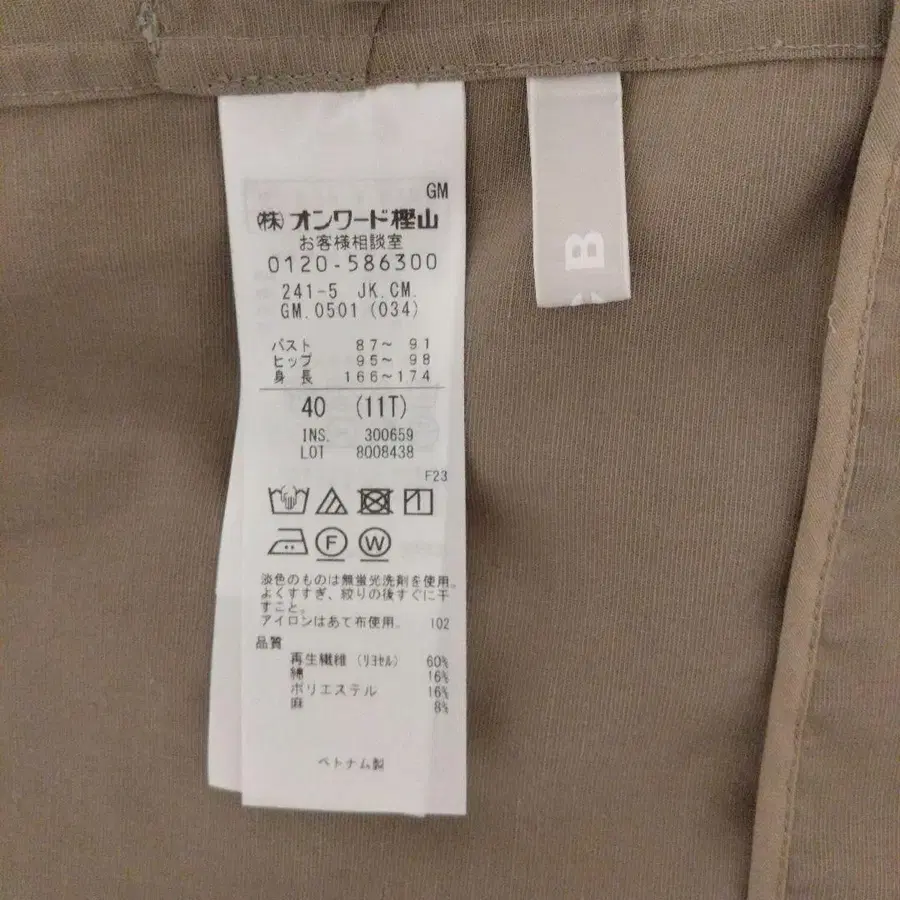 GM
㈱ オンワード樫山
お客様相談室
0120-586300
241-5 JK.CM.
GM.0501 (034)
バスト 87～ 91
ヒップ 95～ 98
身長 166～174
40 (11T)
INS. 300659
LOT 8008438
F23
F W
淡色のものは無蛍光洗剤を使用。
よくすすぎ、絞りの後すぐに干
すこと。
アイロンはあて布使用。 102
品質
再生繊維 (リヨセル) 60%
綿 16%
ポリエステル 16%
麻 8%
ベトナム製
B